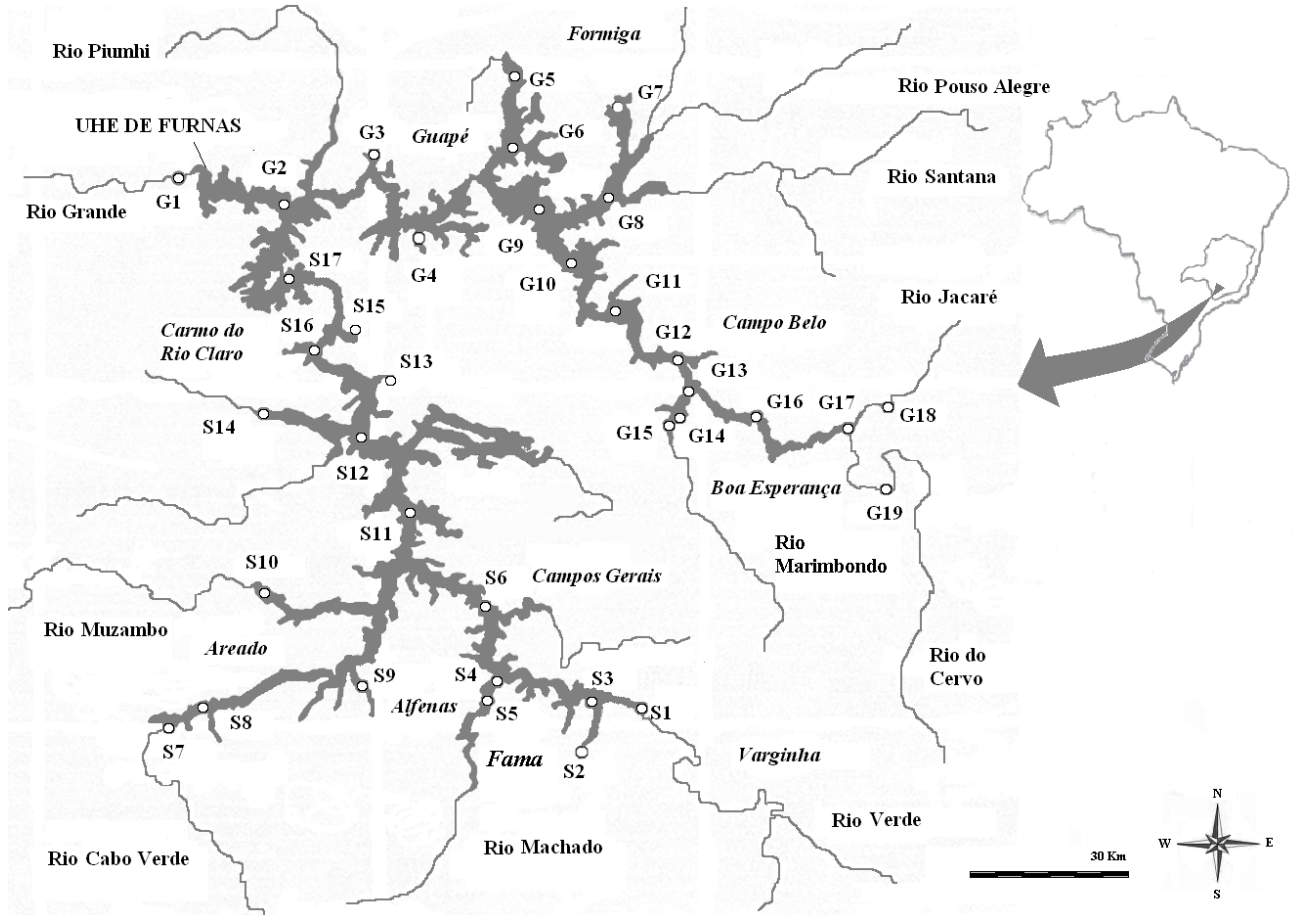 Formiga
Rio Piumhi
G5
G7
Rio Pouso Alegre
UHE DE FURNAS
G3
Guapé
G6
G2
G1
Rio Santana
Rio Grande
G8
G9
G4
S17
G10
G11
Rio Jacaré
S15
Carmo do
Rio Claro
S16
G12
Campo Belo
S13
G13
G16
G17
G18
S14
G15
G14
S12
Boa Esperança
G19
S11
Rio
Marimbondo
S10
S6
Campos Gerais
Rio Muzambo
Areado
Rio do
Cervo
S9
S4
S3
Alfenas
S5
S1
S8
S7
Fama
S2
Varginha
N
Rio Verde
W
E
Rio Machado
Rio Cabo Verde
30 Km
S